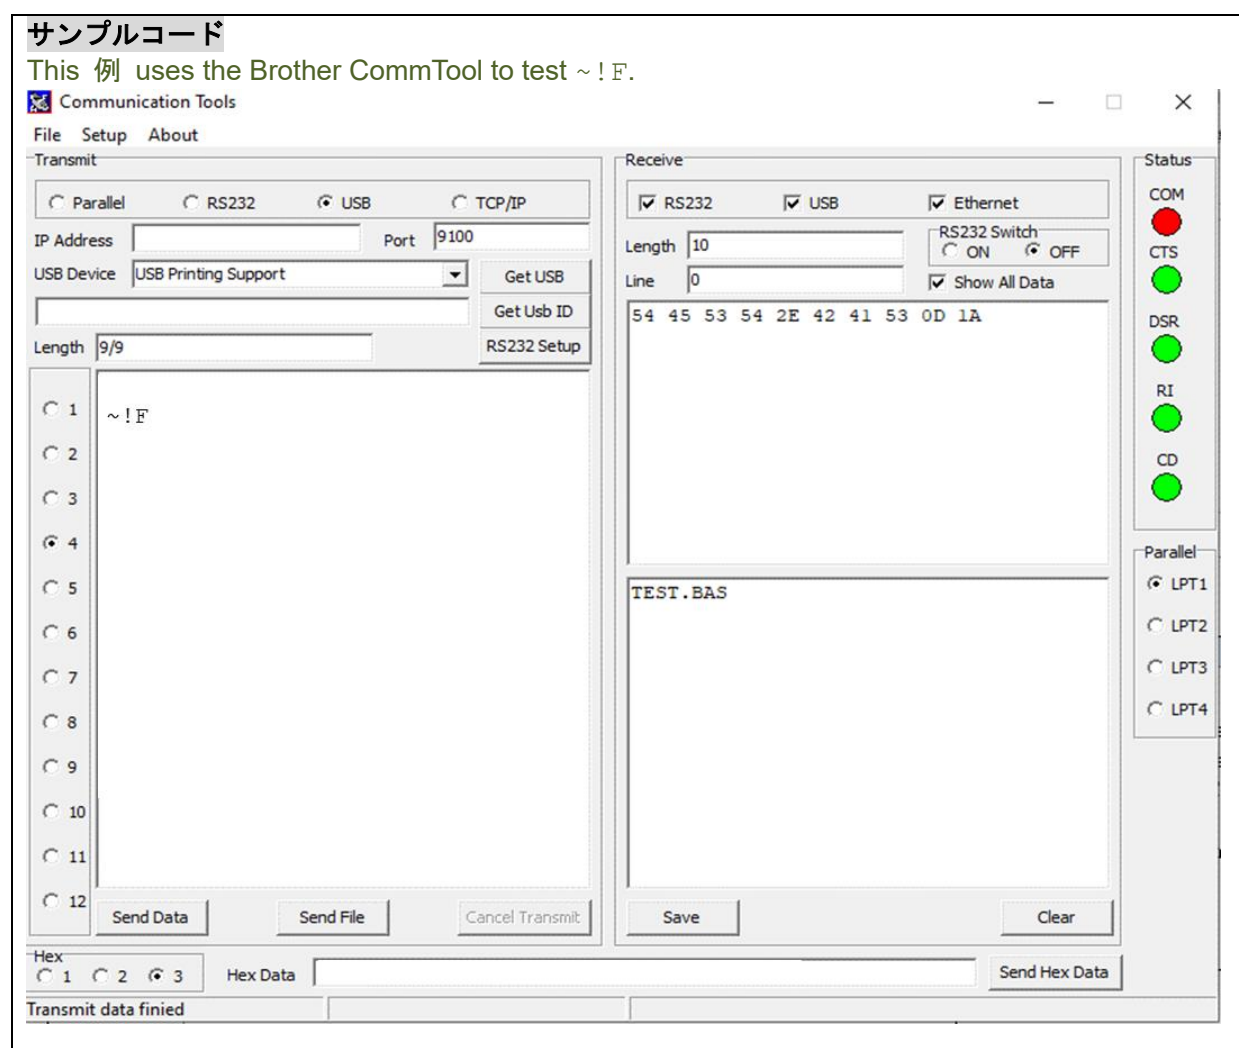 サンプルコード
This 例 uses the Brother CommTool to test ~!F.
Communication Tools
File Setup About
Transmit
Parallel RS232 USB TCP/IP
IP Address Port 9100
USB Device USB Printing Support Get USB
Get Usb ID
Length 9/9 RS232 Setup
1
2
3
4
5
6
7
8
9
10
11
12
~!F
Send Data Send File Cancel Transmit
Receive
RS232 USB Ethernet
Length 10 RS232 Switch
ON OFF
Line 0 Show All Data
54 45 53 54 2E 42 41 53 0D 1A
TEST.BAS
Save Clear
Status
COM
CTS
DSR
RI
CD
Parallel
LPT1
LPT2
LPT3
LPT4
Hex
1 2 3 Hex Data Send Hex Data
Transmit data finied